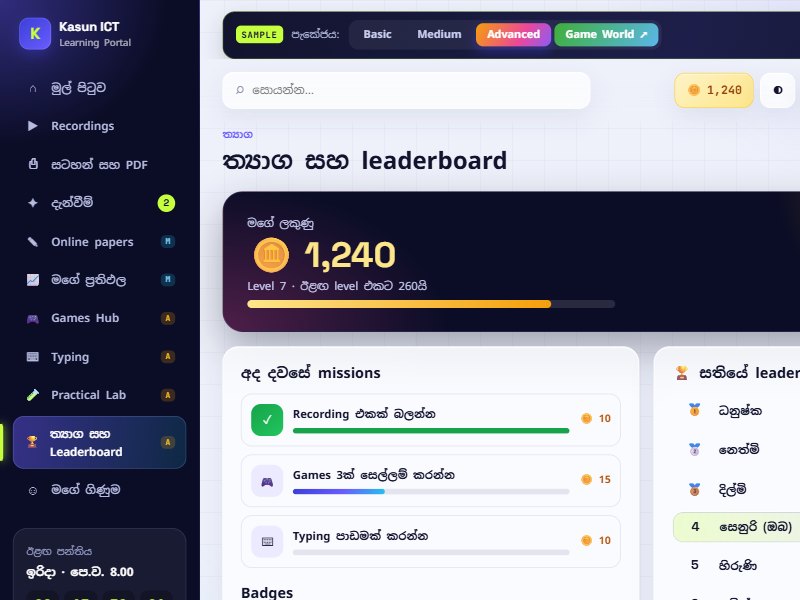 K
Kasun ICT
Learning Portal
මුල් පිටුව
Recordings
සටහන් සහ PDF
දැන්වීම් 2
Online papers M
මගේ ප්‍රතිඵල M
Games Hub A
Typing A
Practical Lab A
ත්‍යාග සහ
Leaderboard A
මගේ ගිණුම
ඊළඟ පන්තිය
ඉරිදා · පෙ.ව. 8.00
SAMPLE පැකේජය: Basic Medium Advanced Game World ↗
සොයන්න...
1,240
ත්‍යාග
ත්‍යාග සහ leaderboard
මගේ ලකුණු
1,240
Level 7 · ඊළඟ level එකට 260යි
අද දවසේ missions
Recording එකක් බලන්න 10
Games 3ක් සෙල්ලම් කරන්න 15
Typing පාඩමක් කරන්න 10
Badges
සතියේ leader
ධනුෂ්ක
නෙත්මි
දිල්මි
4 සෙනුරි (ඔබ)
5 හිරුණි